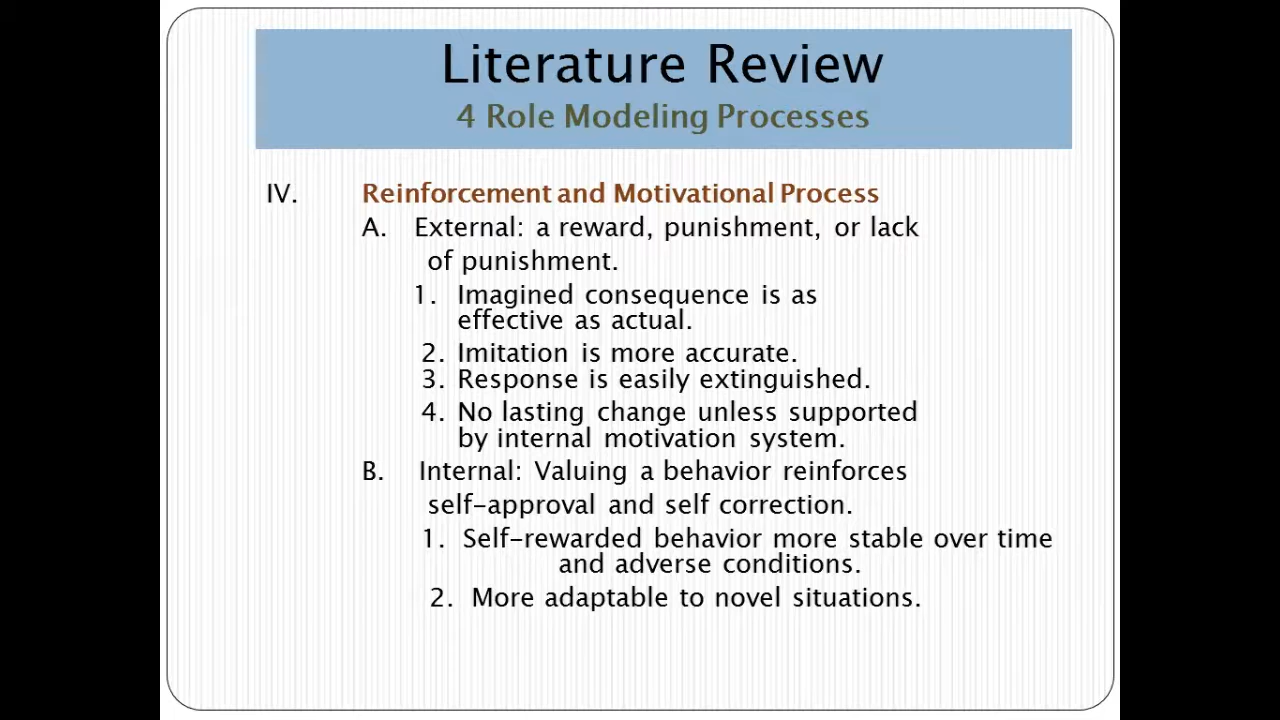 Literature Review
4 Role Modeling Processes
IV. Reinforcement and Motivational Process
A. External: a reward, punishment, or lack
of punishment.
1. Imagined consequence is as
effective as actual.
2. Imitation is more accurate.
3. Response is easily extinguished.
4. No lasting change unless supported
by internal motivation system.
B. Internal: Valuing a behavior reinforces
self-approval and self correction.
1. Self-rewarded behavior more stable over time
and adverse conditions.
2. More adaptable to novel situations.